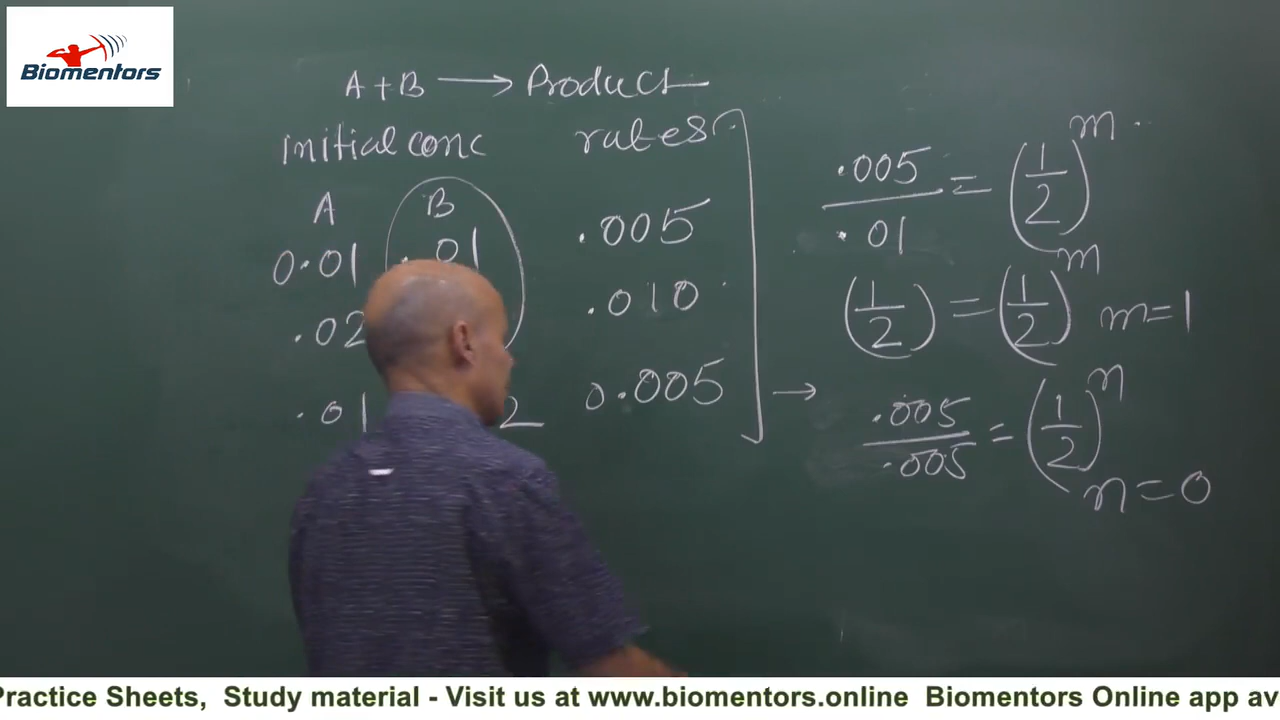 Biomentors
A + B → Product
initial conc rates
A B
0.01 .01 .005
.02 .010
.01 2 0.005
.005 / .01 = (1/2)^m
(1/2) = (1/2)^m m = 1
→ .005 / .005 = (1/2)^n
n = 0
Practice Sheets, Study material - Visit us at www.biomentors.online Biomentors Online app av